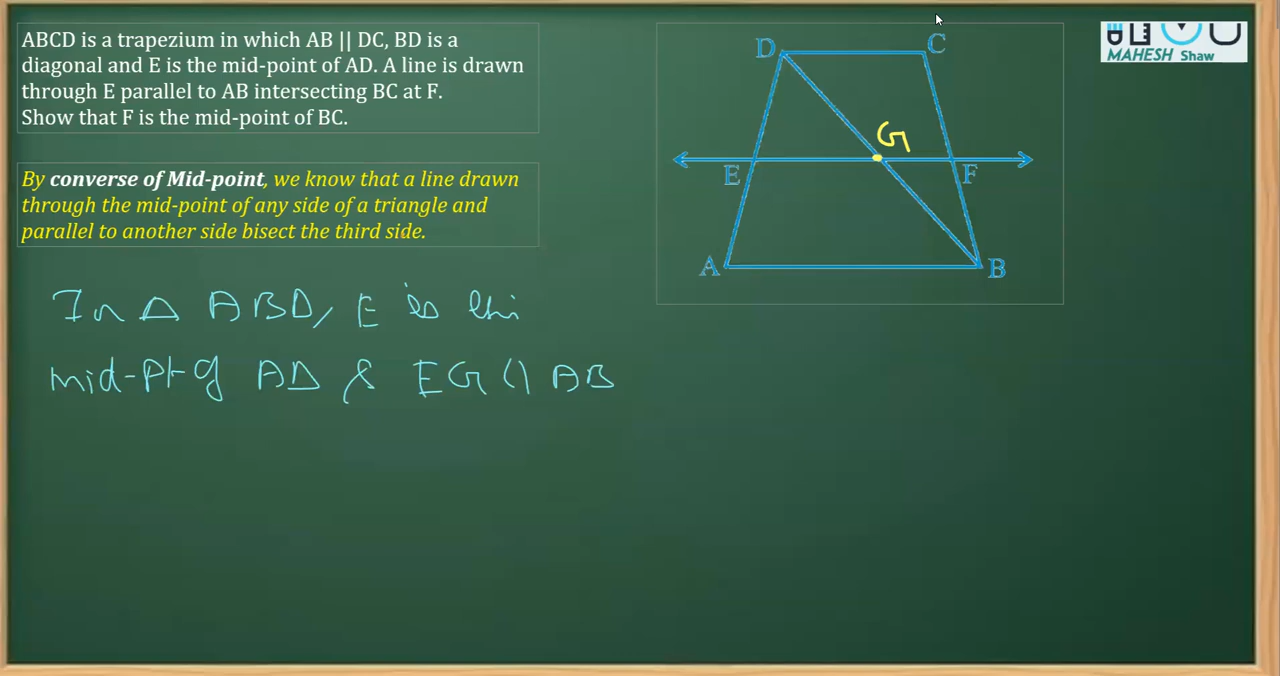 ABCD is a trapezium in which AB || DC, BD is a
diagonal and E is the mid-point of AD. A line is drawn
through E parallel to AB intersecting BC at F.
Show that F is the mid-point of BC.
By converse of Mid-point, we know that a line drawn
through the mid-point of any side of a triangle and
parallel to another side bisect the third side.
In Δ ABD, E is the
mid-pt of AD & EG || AB
D
C
G
E
F
A
B
MAHESH Shaw